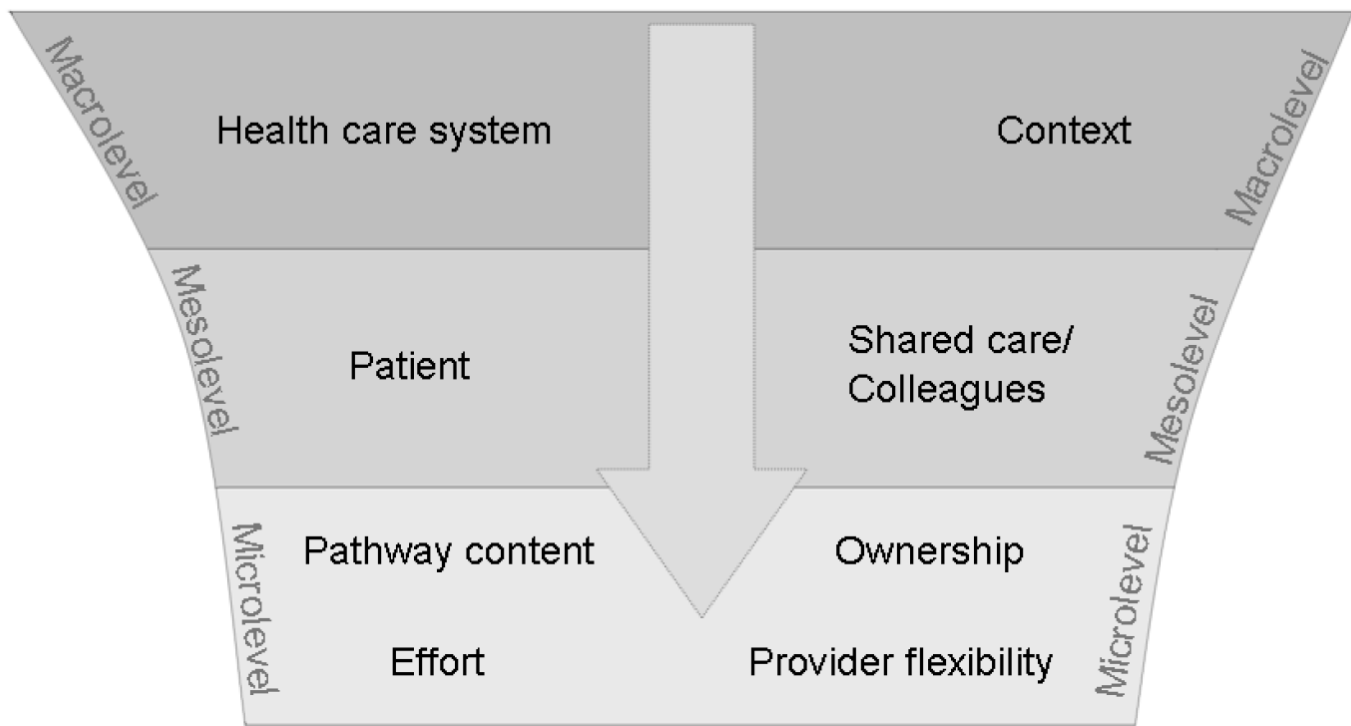 Macrolevel
Health care system
Context
Macrolevel
Mesolevel
Patient
Shared care/
Colleagues
Mesolevel
Microlevel
Pathway content
Ownership
Effort
Provider flexibility
Microlevel